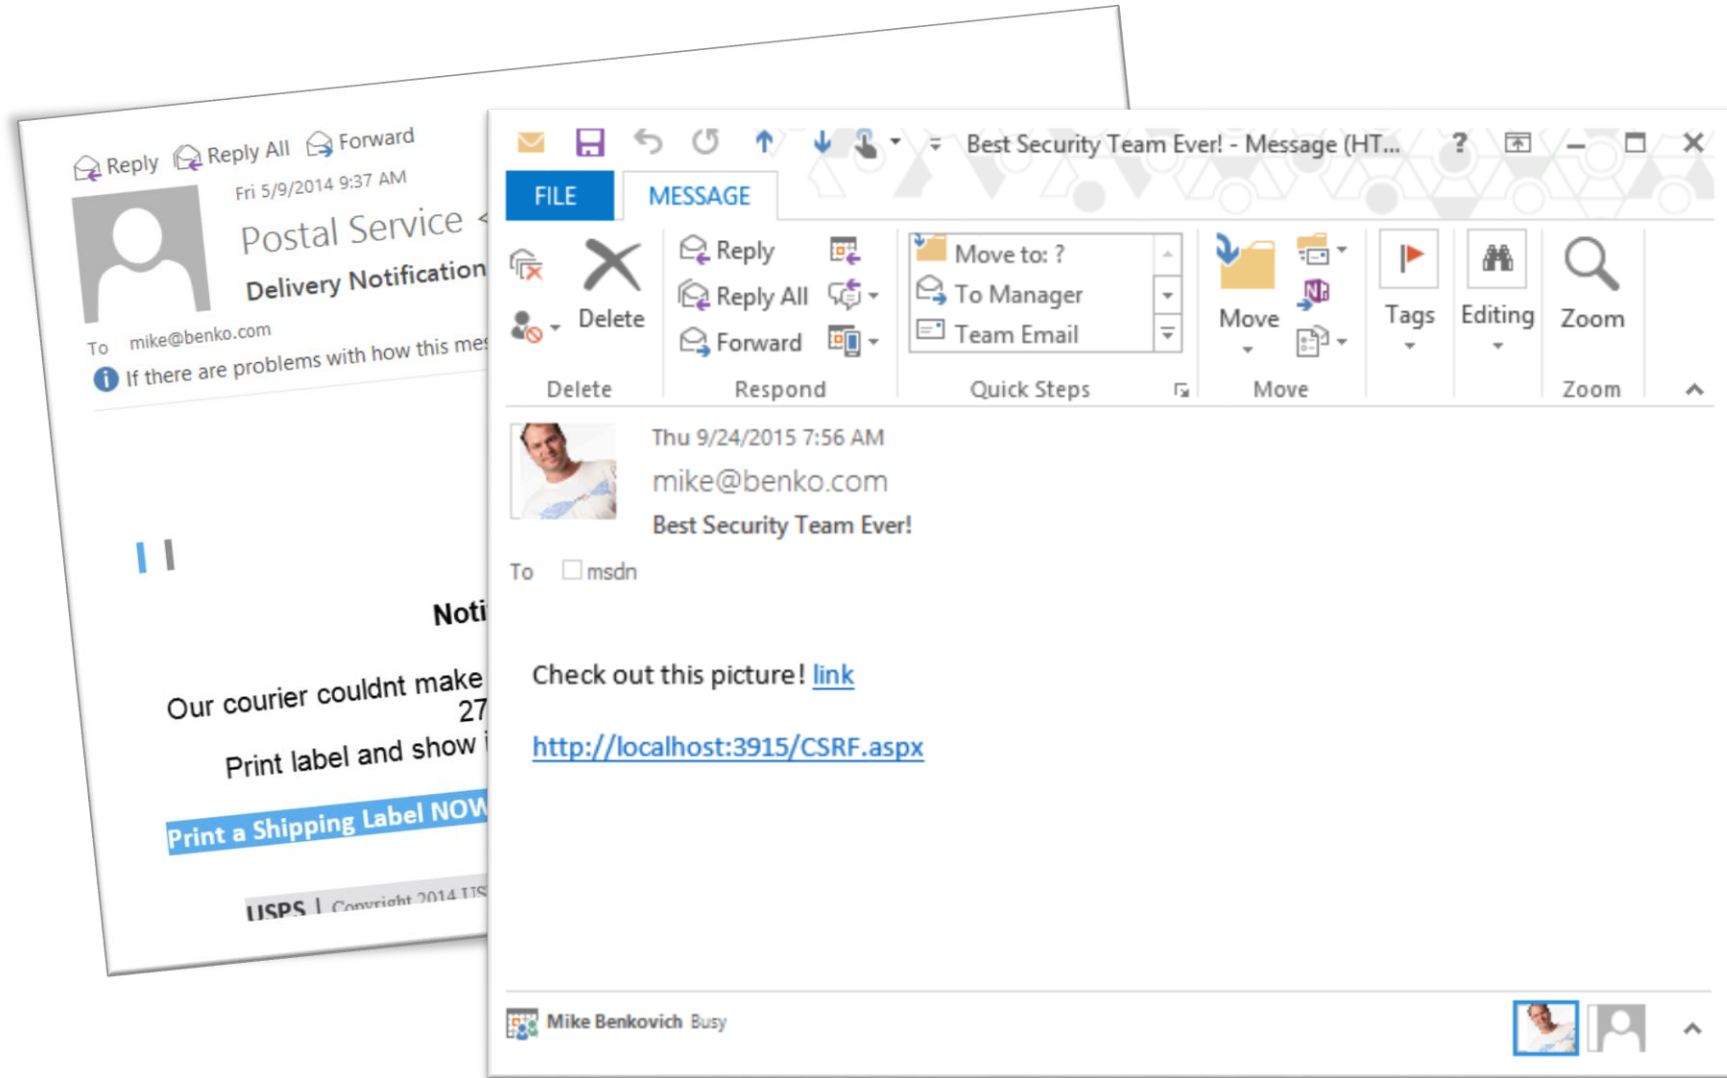 Reply Reply All Forward
Fri 5/9/2014 9:37 AM
Postal Service <
Delivery Notification
To mike@benko.com
If there are problems with how this mes
Noti
Our courier couldnt make
27
Print label and show i
Print a Shipping Label NOW
USPS | Copyright 2014 US
Best Security Team Ever! - Message (HT... ?
FILE MESSAGE
Delete
Reply
Reply All
Forward
Move to: ?
To Manager
Team Email
Move
Tags
Editing
Zoom
Delete Respond Quick Steps Move Zoom
Thu 9/24/2015 7:56 AM
mike@benko.com
Best Security Team Ever!
To msdn
Check out this picture! link
http://localhost:3915/CSRF.aspx
Mike Benkovich Busy